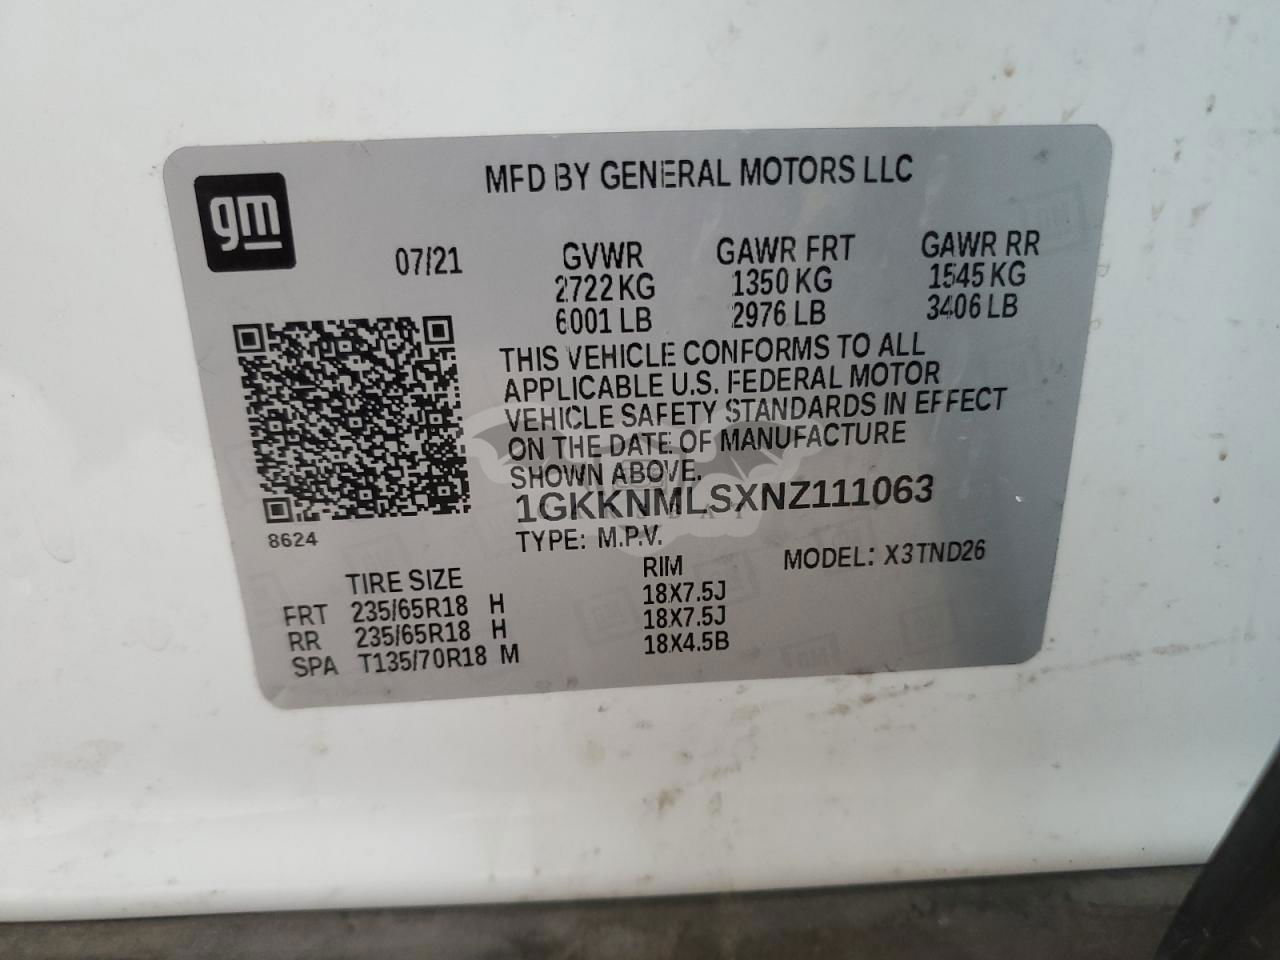 gm
MFD BY GENERAL MOTORS LLC
07/21 GVWR GAWR FRT GAWR RR
2722 KG 1350 KG 1545 KG
6001 LB 2976 LB 3406 LB
THIS VEHICLE CONFORMS TO ALL
APPLICABLE U.S. FEDERAL MOTOR
VEHICLE SAFETY STANDARDS IN EFFECT
ON THE DATE OF MANUFACTURE
SHOWN ABOVE.
1GKKNMLSXNZ111063
8624
TYPE: M.P.V. MODEL: X3TND26
TIRE SIZE RIM
FRT 235/65R18 H 18X7.5J
RR 235/65R18 H 18X7.5J
SPA T135/70R18 M 18X4.5B